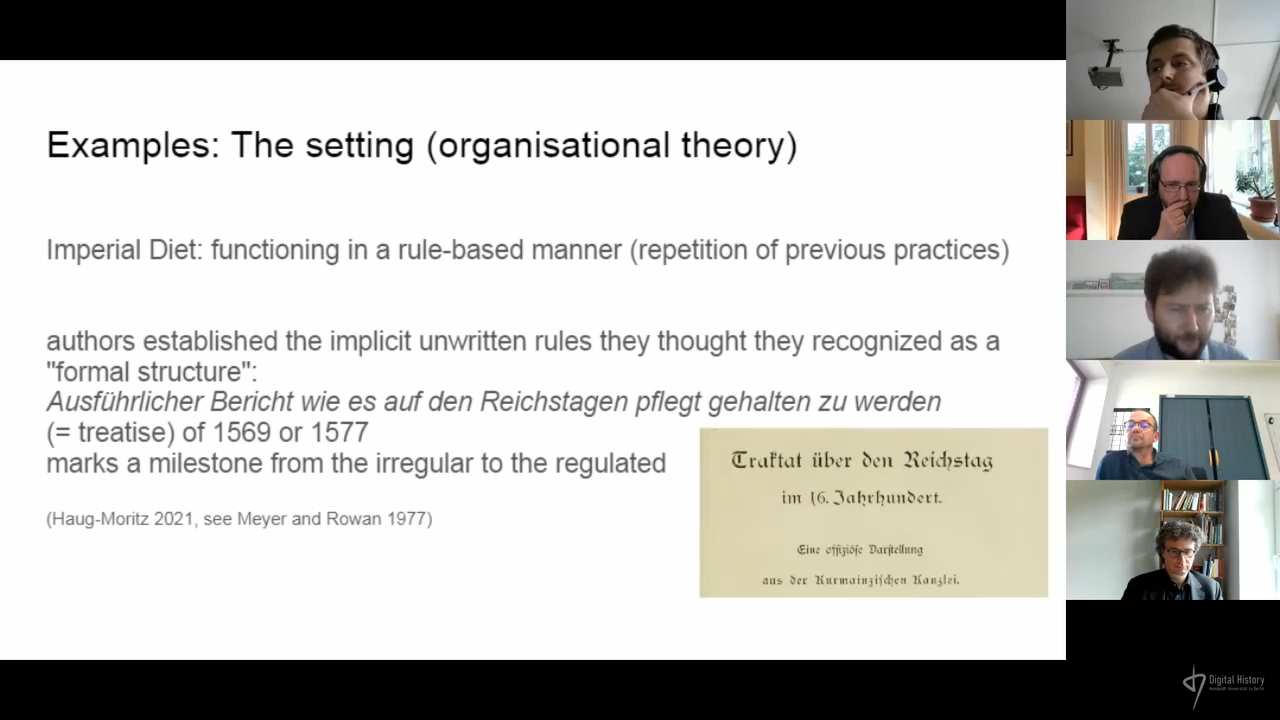 Examples: The setting (organisational theory)
Imperial Diet: functioning in a rule-based manner (repetition of previous practices)
authors established the implicit unwritten rules they thought they recognized as a
"formal structure":
Ausführlicher Bericht wie es auf den Reichstagen pflegt gehalten zu werden
(= treatise) of 1569 or 1577
marks a milestone from the irregular to the regulated
(Haug-Moritz 2021, see Meyer and Rowan 1977)
Traktat über den Reichstag
im 16. Jahrhundert.
Eine offiziöse Darstellung
aus der Kurmainzischen Kanzlei.
Digital History
Humboldt-Universität zu Berlin